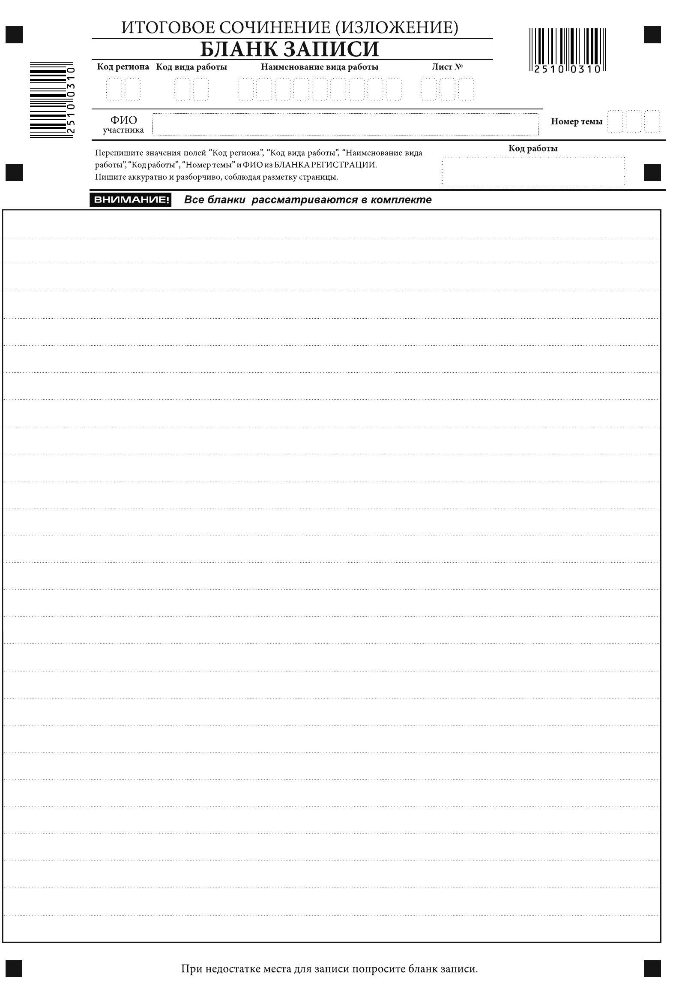 ИТОГОВОЕ СОЧИНЕНИЕ (ИЗЛОЖЕНИЕ)
БЛАНК ЗАПИСИ
Код региона Код вида работы Наименование вида работы Лист №
2510 0310
2510 0310
ФИО
участника
Номер темы
Код работы
Перепишите значения полей “Код региона”, “Код вида работы”, “Наименование вида
работы”, “Код работы”, “Номер темы” и ФИО из БЛАНКА РЕГИСТРАЦИИ.
Пишите аккуратно и разборчиво, соблюдая разметку страницы.
ВНИМАНИЕ! Все бланки рассматриваются в комплекте
При недостатке места для записи попросите бланк записи.